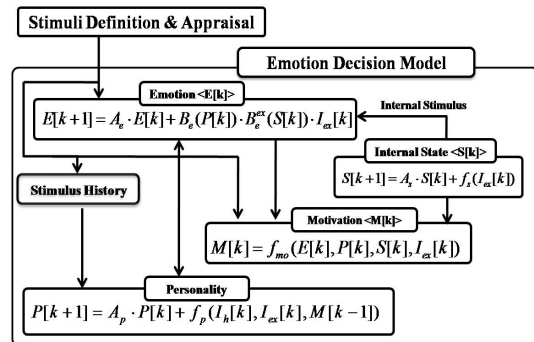 Stimuli Definition & Appraisal
Emotion Decision Model
Emotion <E[k]>
E[k+1] = A_e · E[k] + B_e(P[k]) · B_e^ex(S[k]) · I_ex[k]
Internal Stimulus
Internal State <S[k]>
S[k+1] = A_s · S[k] + f_s(I_ex[k])
Stimulus History
Motivation <M[k]>
M[k] = f_mo(E[k], P[k], S[k], I_ex[k])
Personality
P[k+1] = A_p · P[k] + f_p(I_h[k], I_ex[k], M[k−1])